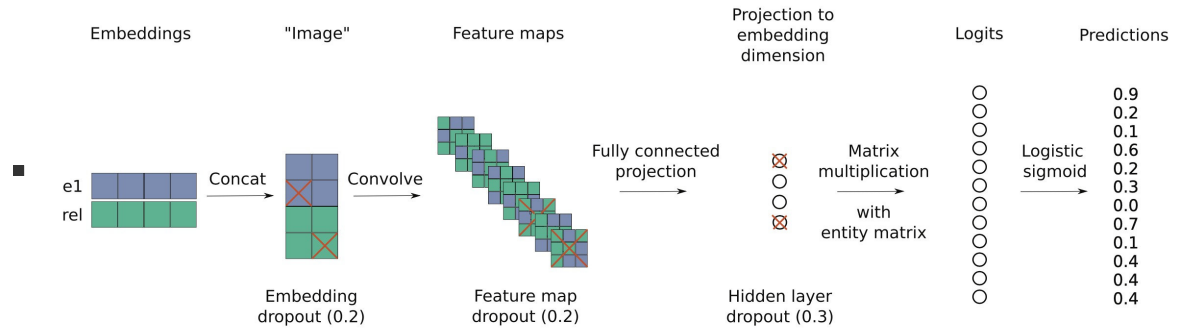 Embeddings
"Image"
Feature maps
Projection to
embedding
dimension
Logits
Predictions
e1
rel
Concat
Convolve
Fully connected
projection
Matrix
multiplication
with
entity matrix
Logistic
sigmoid
0.9
0.2
0.1
0.6
0.2
0.3
0.0
0.7
0.1
0.4
0.4
0.4
Embedding
dropout (0.2)
Feature map
dropout (0.2)
Hidden layer
dropout (0.3)